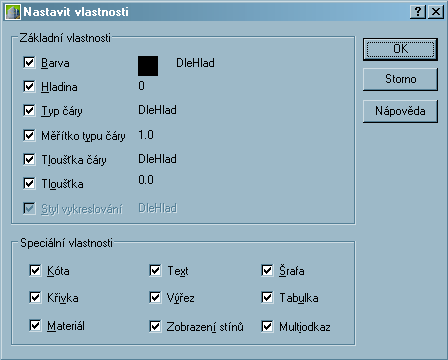 Nastavit vlastnosti
Základní vlastnosti
Barva DleHlad
Hladina 0
Typ čáry DleHlad
Měřítko typu čáry 1.0
Tloušťka čáry DleHlad
Tloušťka 0.0
Styl vykreslování DleHlad
OK
Storno
Nápověda
Speciální vlastnosti
Kóta Text Šrafa
Křivka Výřez Tabulka
Materiál Zobrazení stínů Multiodkaz